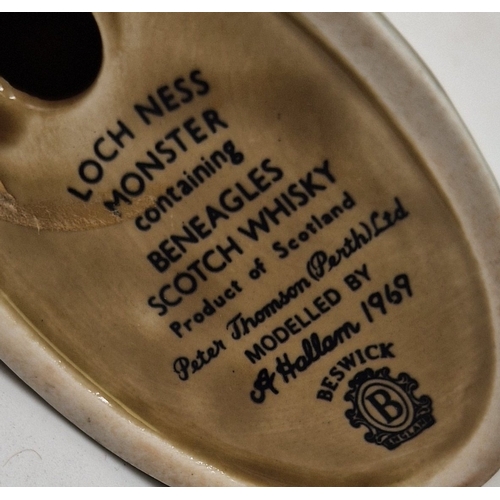 LOCH NESS
MONSTER
containing
BENEAGLES
SCOTCH WHISKY
Product of Scotland
Peter Thomson (Perth) Ltd
MODELLED BY
A Hallam 1969
BESWICK
B
ENGLAND